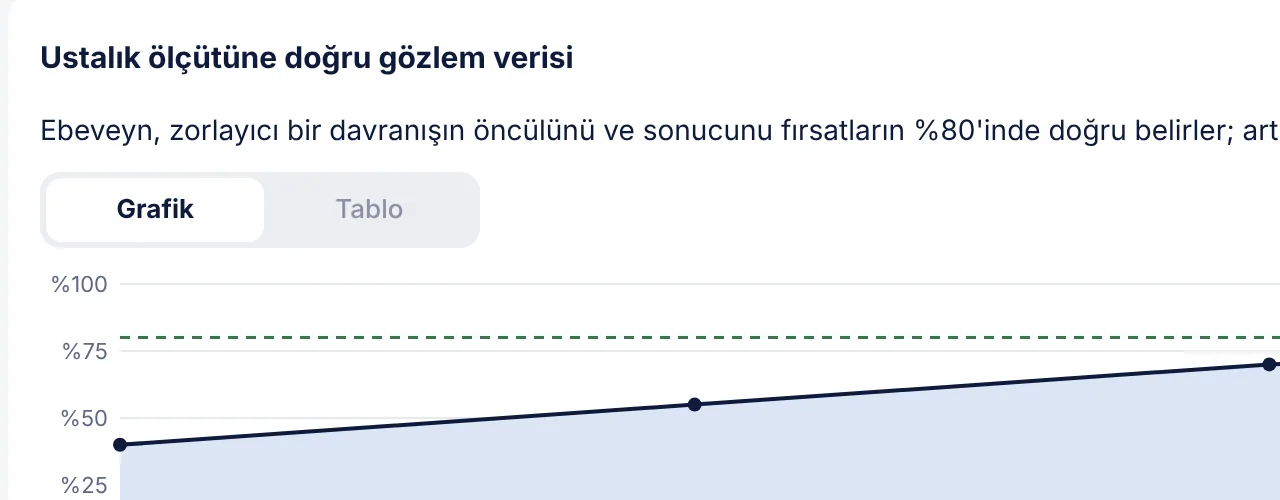 Ustalık ölçütüne doğru gözlem verisi
Ebeveyn, zorlayıcı bir davranışın öncülünü ve sonucunu fırsatların %80'inde doğru belirler; art
Grafik
Tablo
%100
%75
%50
%25